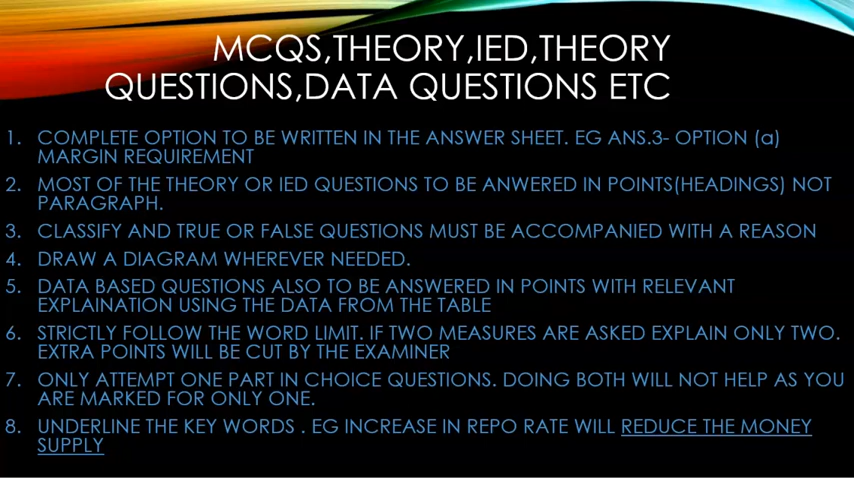 MCQS,THEORY,IED,THEORY
QUESTIONS,DATA QUESTIONS ETC
1. COMPLETE OPTION TO BE WRITTEN IN THE ANSWER SHEET. EG ANS.3- OPTION (a)
MARGIN REQUIREMENT
2. MOST OF THE THEORY OR IED QUESTIONS TO BE ANWERED IN POINTS(HEADINGS) NOT
PARAGRAPH.
3. CLASSIFY AND TRUE OR FALSE QUESTIONS MUST BE ACCOMPANIED WITH A REASON
4. DRAW A DIAGRAM WHEREVER NEEDED.
5. DATA BASED QUESTIONS ALSO TO BE ANSWERED IN POINTS WITH RELEVANT
EXPLAINATION USING THE DATA FROM THE TABLE
6. STRICTLY FOLLOW THE WORD LIMIT. IF TWO MEASURES ARE ASKED EXPLAIN ONLY TWO.
EXTRA POINTS WILL BE CUT BY THE EXAMINER
7. ONLY ATTEMPT ONE PART IN CHOICE QUESTIONS. DOING BOTH WILL NOT HELP AS YOU
ARE MARKED FOR ONLY ONE.
8. UNDERLINE THE KEY WORDS . EG INCREASE IN REPO RATE WILL REDUCE THE MONEY
SUPPLY